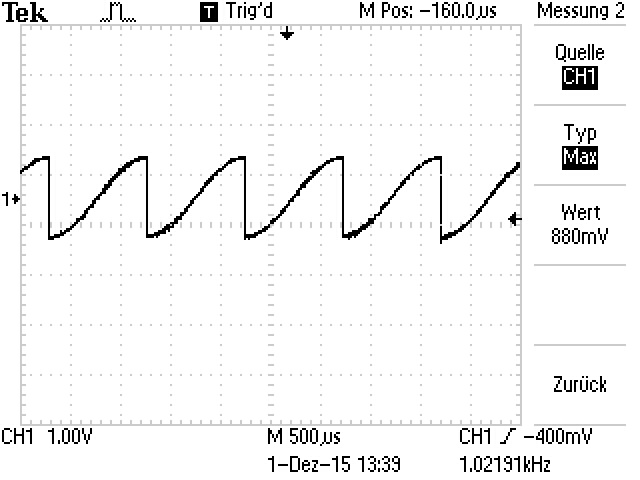 Tek T Trig'd M Pos: -160.0µs Messung 2
Quelle
CH1
Typ
Max
1
Wert
880mV
Zurück
CH1 1.00V M 500µs CH1 -400mV
1-Dez-15 13:39 1.02191kHz